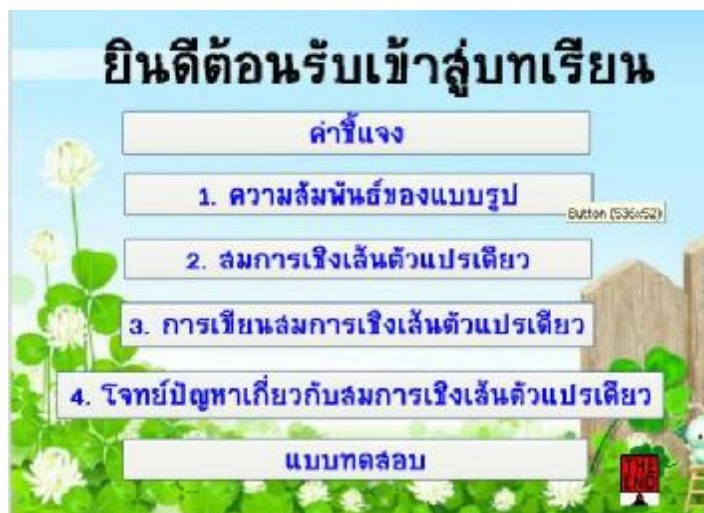 ยินดีต้อนรับเข้าสู่บทเรียน
คำชี้แจง
1. ความสัมพันธ์ของแบบรูป
Button (536x52)
2. สมการเชิงเส้นตัวแปรเดียว
3. การเขียนสมการเชิงเส้นตัวแปรเดียว
4. โจทย์ปัญหาเกี่ยวกับสมการเชิงเส้นตัวแปรเดียว
แบบทดสอบ
THE
END